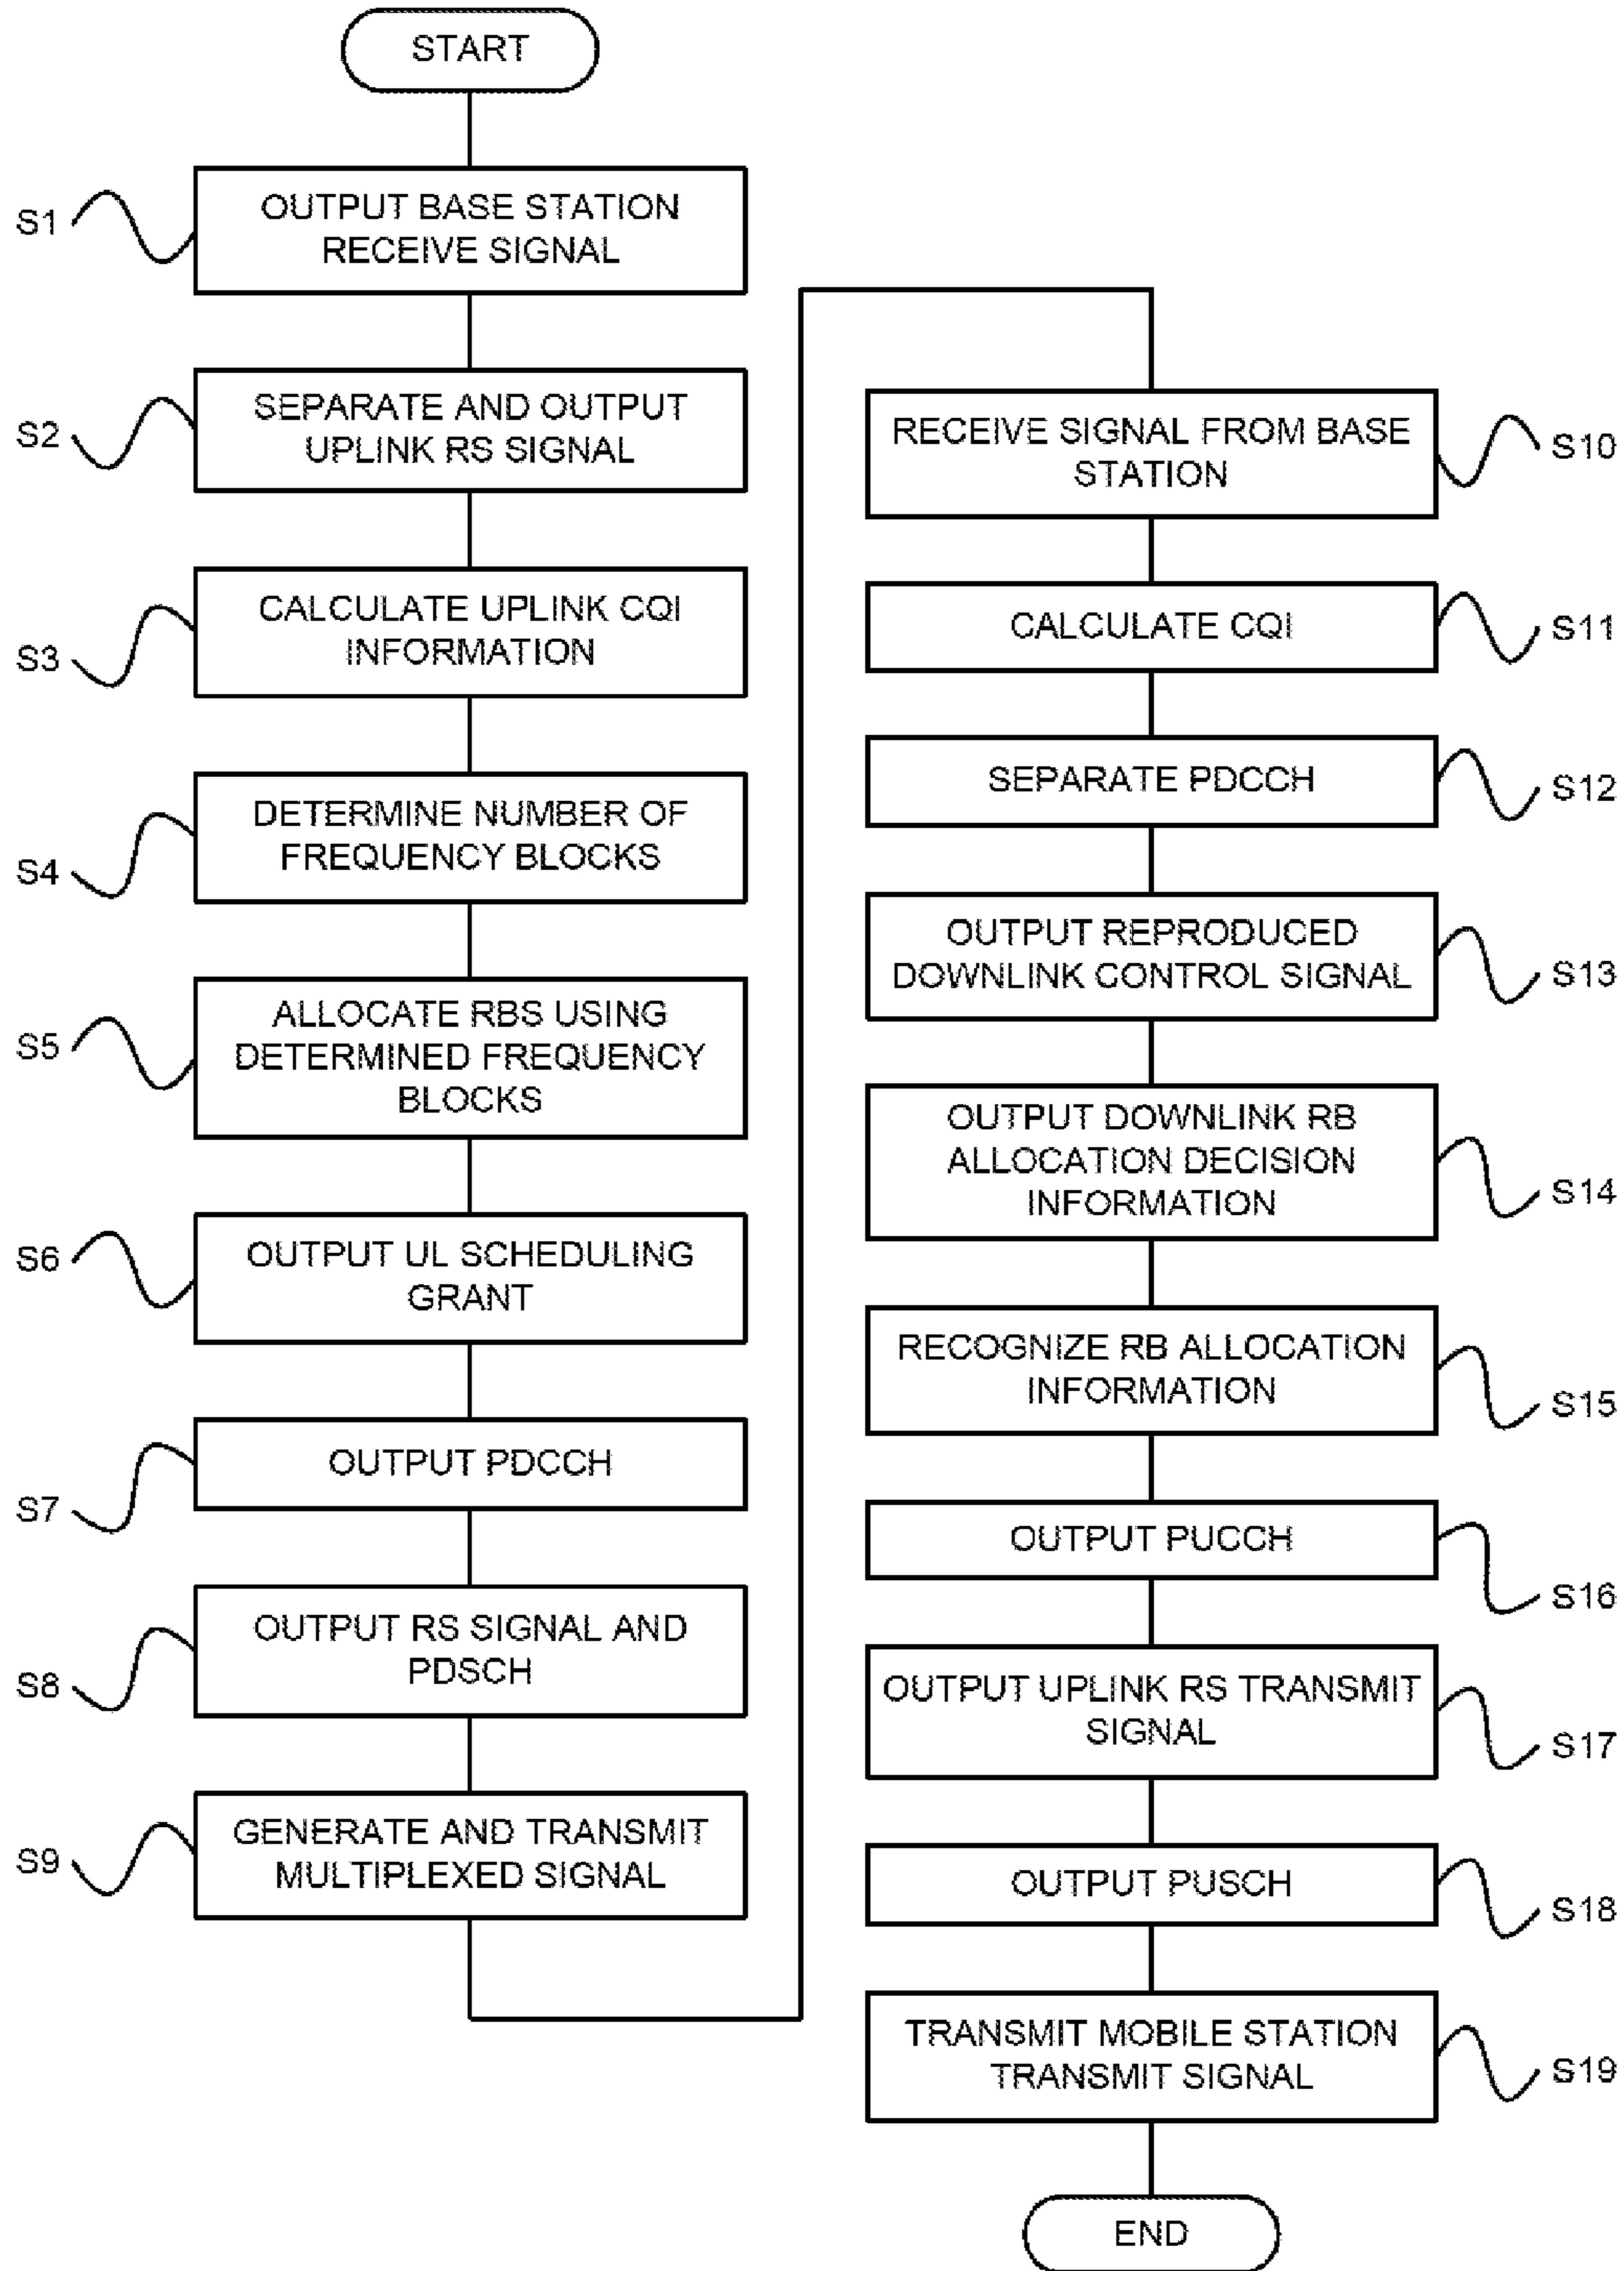 START
S1
OUTPUT BASE STATION
RECEIVE SIGNAL
S2
SEPARATE AND OUTPUT
UPLINK RS SIGNAL
S3
CALCULATE UPLINK CQI
INFORMATION
S4
DETERMINE NUMBER OF
FREQUENCY BLOCKS
S5
ALLOCATE RBS USING
DETERMINED FREQUENCY
BLOCKS
S6
OUTPUT UL SCHEDULING
GRANT
S7
OUTPUT PDCCH
S8
OUTPUT RS SIGNAL AND
PDSCH
S9
GENERATE AND TRANSMIT
MULTIPLEXED SIGNAL
RECEIVE SIGNAL FROM BASE
STATION
S10
CALCULATE CQI
S11
SEPARATE PDCCH
S12
OUTPUT REPRODUCED
DOWNLINK CONTROL SIGNAL
S13
OUTPUT DOWNLINK RB
ALLOCATION DECISION
INFORMATION
S14
RECOGNIZE RB ALLOCATION
INFORMATION
S15
OUTPUT PUCCH
S16
OUTPUT UPLINK RS TRANSMIT
SIGNAL
S17
OUTPUT PUSCH
S18
TRANSMIT MOBILE STATION
TRANSMIT SIGNAL
S19
END